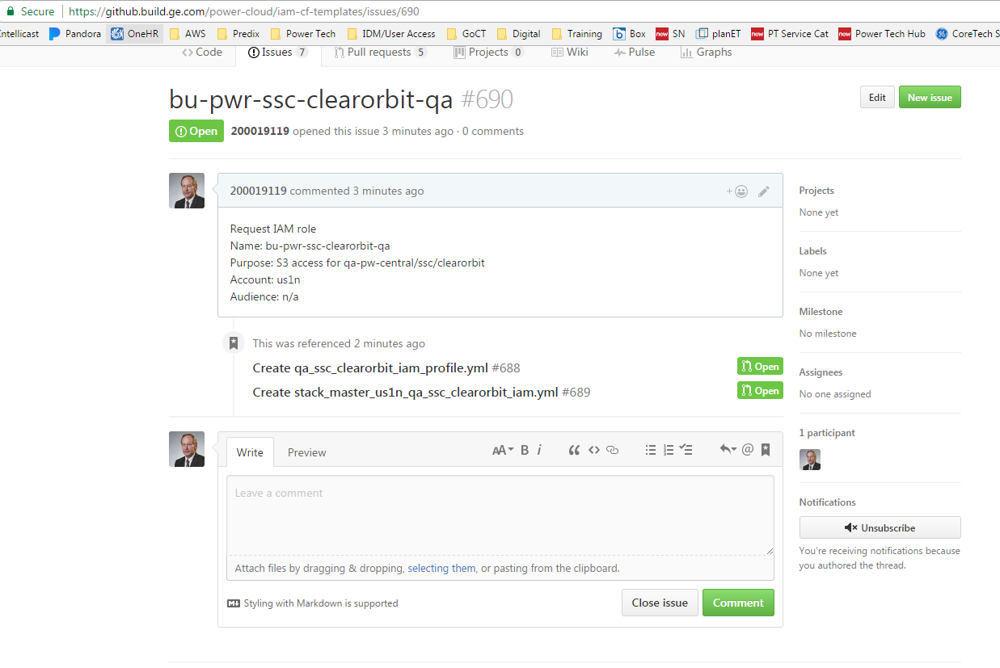 Secure https://github.build.ge.com/power-cloud/iam-cf-templates/issues/690
Intellicast Pandora OneHR AWS Predix Power Tech IDM/User Access GoCT Digital Training Box now SN planET now PT Service Cat now Power Tech Hub CoreTech S
Code Issues 7 Pull requests 5 Projects 0 Wiki Pulse Graphs
bu-pwr-ssc-clearorbit-qa #690
Edit New issue
Open 200019119 opened this issue 3 minutes ago · 0 comments
200019119 commented 3 minutes ago
Request IAM role
Name: bu-pwr-ssc-clearorbit-qa
Purpose: S3 access for qa-pw-central/ssc/clearorbit
Account: us1n
Audience: n/a
This was referenced 2 minutes ago
Create qa_ssc_clearorbit_iam_profile.yml #688 Open
Create stack_master_us1n_qa_ssc_clearorbit_iam.yml #689 Open
Write Preview AA B i
Leave a comment
Attach files by dragging & dropping, selecting them, or pasting from the clipboard.
Styling with Markdown is supported
Close issue Comment
Projects
None yet
Labels
None yet
Milestone
No milestone
Assignees
No one assigned
1 participant
Notifications
Unsubscribe
You're receiving notifications because
you authored the thread.